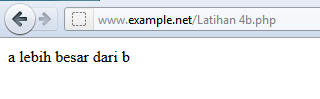 www.example.net/Latihan 4b.php
a lebih besar dari b